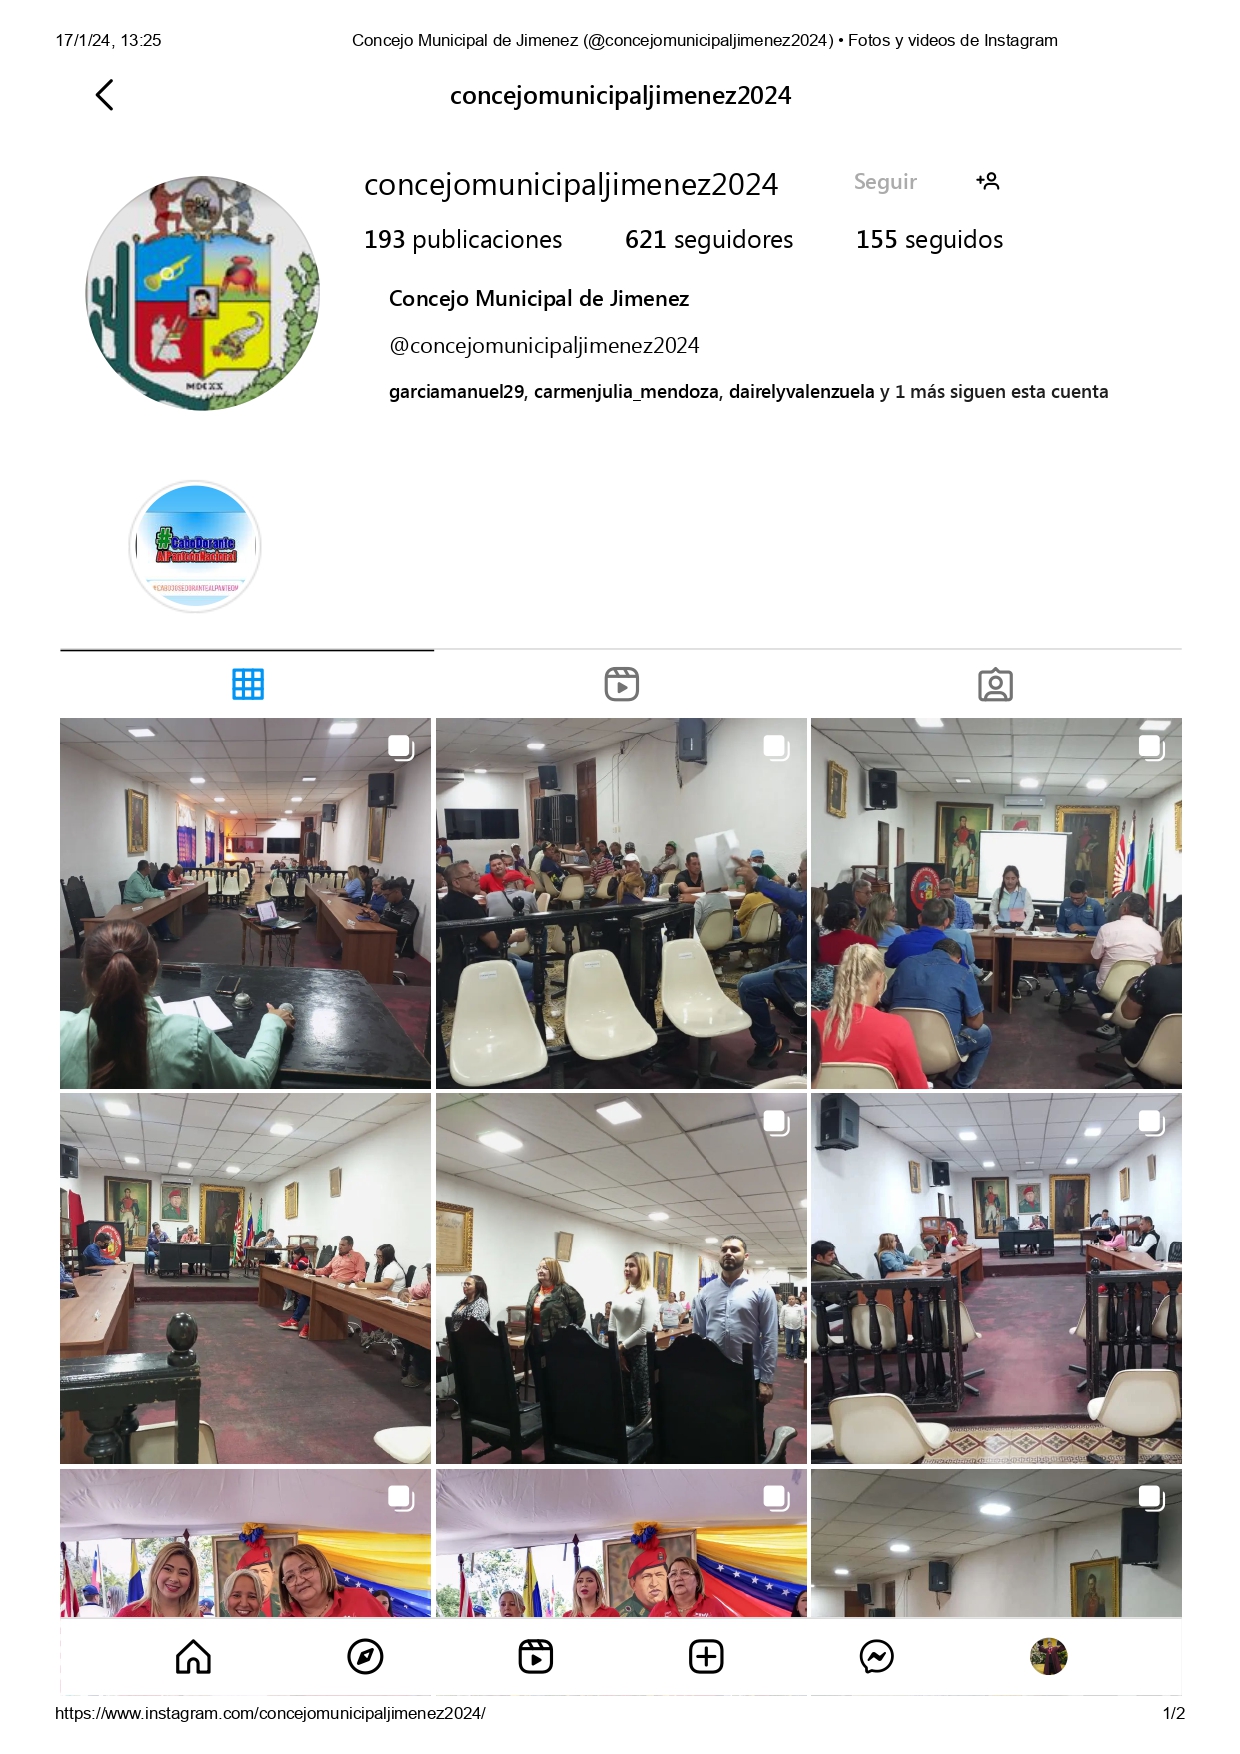 17/1/24, 13:25
Concejo Municipal de Jimenez (@concejomunicipaljimenez2024) • Fotos y videos de Instagram
concejomunicipaljimenez2024
concejomunicipaljimenez2024
Seguir
193 publicaciones
621 seguidores
155 seguidos
Concejo Municipal de Jimenez
@concejomunicipaljimenez2024
garciamanuel29, carmenjulia_mendoza, dairelyvalenzuela y 1 más siguen esta cuenta
#CaboDorante
AlPanteónNacional
https://www.instagram.com/concejomunicipaljimenez2024/
1/2